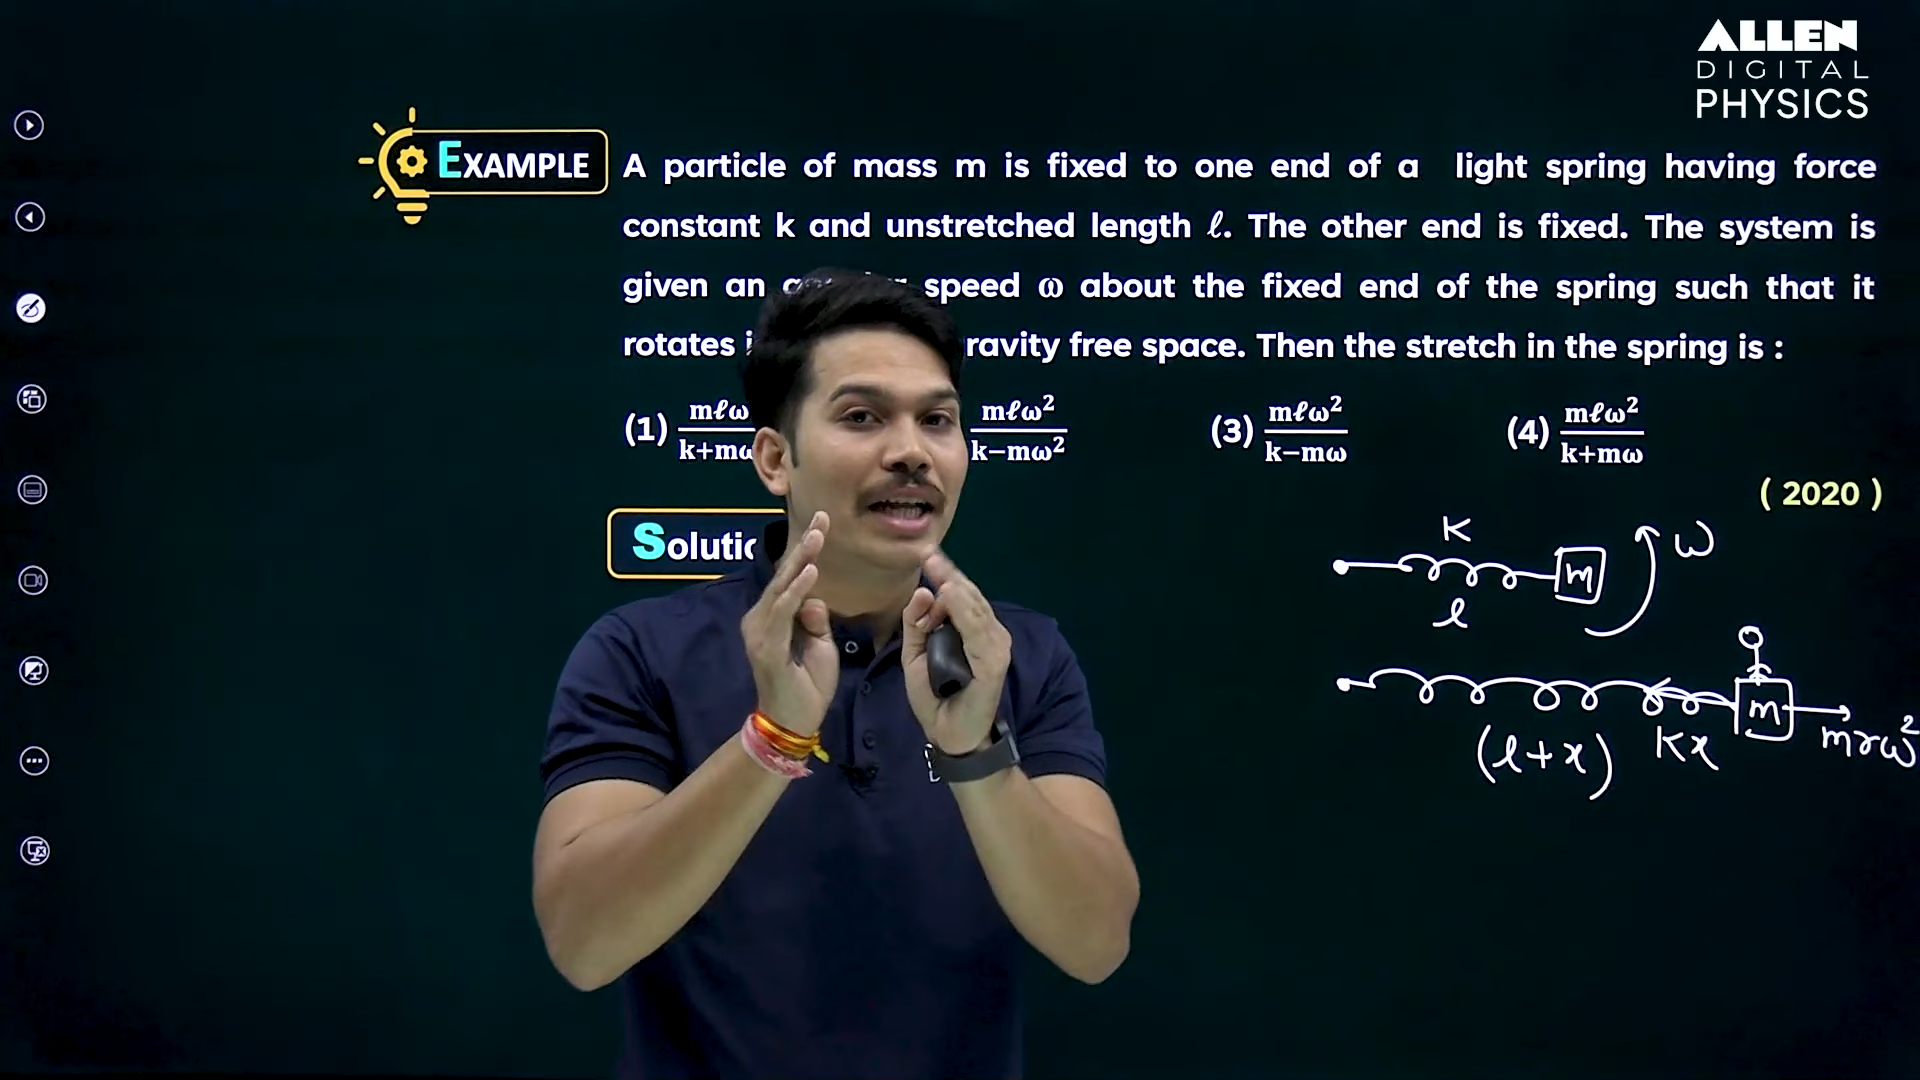 ALLEN
DIGITAL
PHYSICS
EXAMPLE
A particle of mass m is fixed to one end of a light spring having force
constant k and unstretched length ℓ. The other end is fixed. The system is
given an speed ω about the fixed end of the spring such that it
rotates free space. Then the stretch in the spring is :
(1) mℓω / k+mω mℓω² / k−mω² (3) mℓω² / k−mω (4) mℓω² / k+mω
( 2020 )
K
ω
m
ℓ
m
(ℓ+x) Kx mrω²